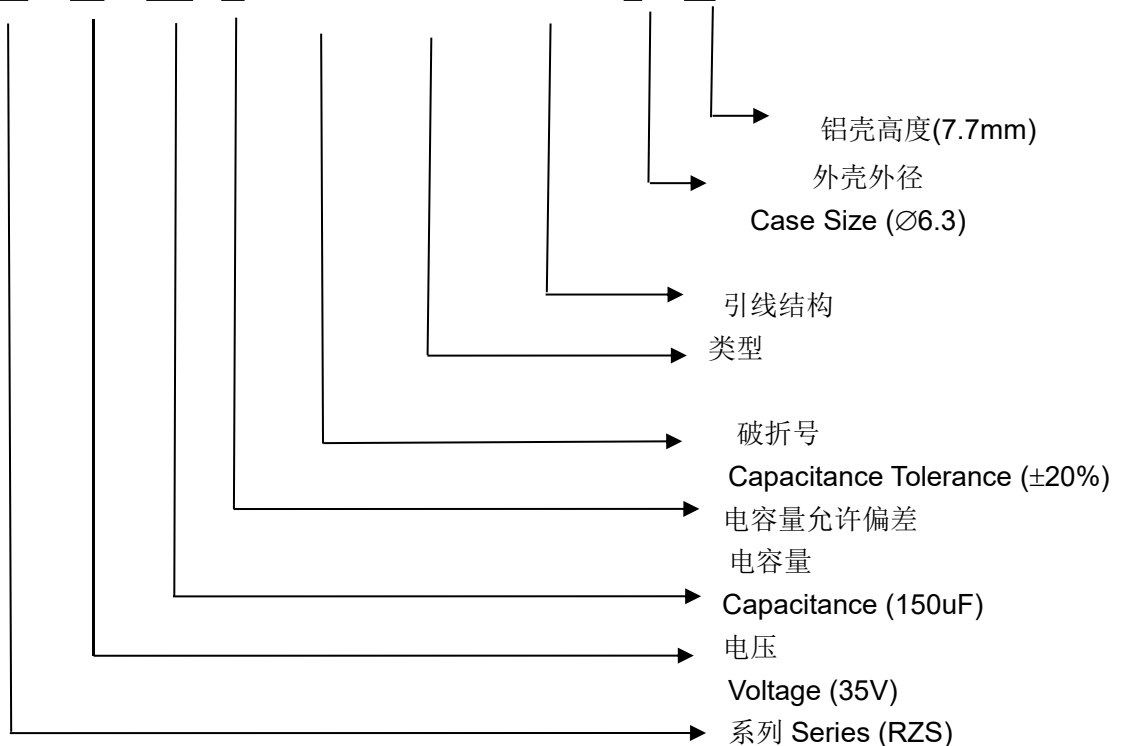 铝壳高度(7.7mm)
外壳外径
Case Size (∅6.3)
引线结构
类型
破折号
Capacitance Tolerance (±20%)
电容量允许偏差
电容量
Capacitance (150uF)
电压
Voltage (35V)
系列 Series (RZS)